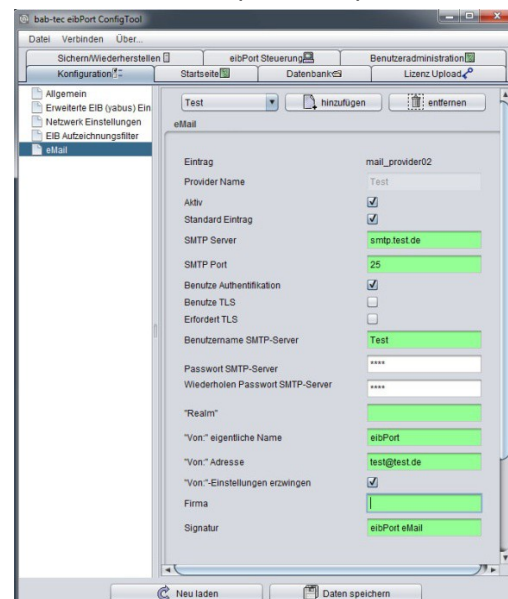 bab-tec eibPort ConfigTool
Datei Verbinden Über...
Sichern/Wiederherstellen eibPort Steuerung Benutzeradministration
Konfiguration Startseite Datenbank Lizenz Upload
Allgemein
Erweiterte EIB (yabus) Ein
Netzwerk Einstellungen
EIB Aufzeichnungsfilter
eMail
Test hinzufügen entfernen
eMail
Eintrag mail_provider02
Provider Name Test
Aktiv
Standard Eintrag
SMTP Server smtp.test.de
SMTP Port 25
Benutze Authentifikation
Benutze TLS
Erfordert TLS
Benutzername SMTP-Server Test
Passwort SMTP-Server ****
Wiederholen Passwort SMTP-Server ****
"Realm"
"Von:" eigentliche Name eibPort
"Von:" Adresse test@test.de
"Von:"-Einstellungen erzwingen
Firma
Signatur eibPort eMail
Neu laden Daten speichern